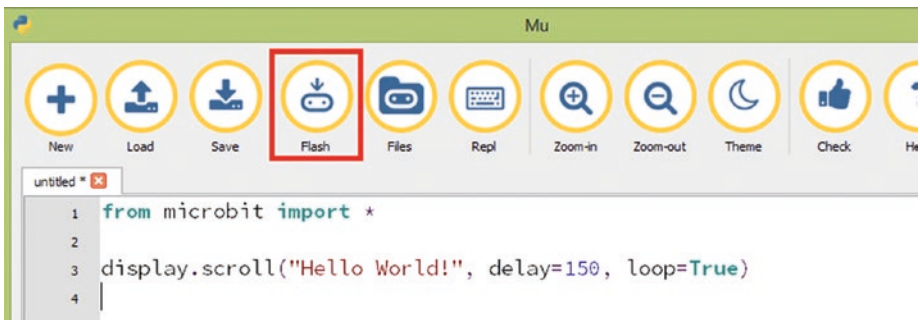 Mu
New Load Save Flash Files Repl Zoom-in Zoom-out Theme Check He
untitled *
1 from microbit import *
2
3 display.scroll("Hello World!", delay=150, loop=True)
4